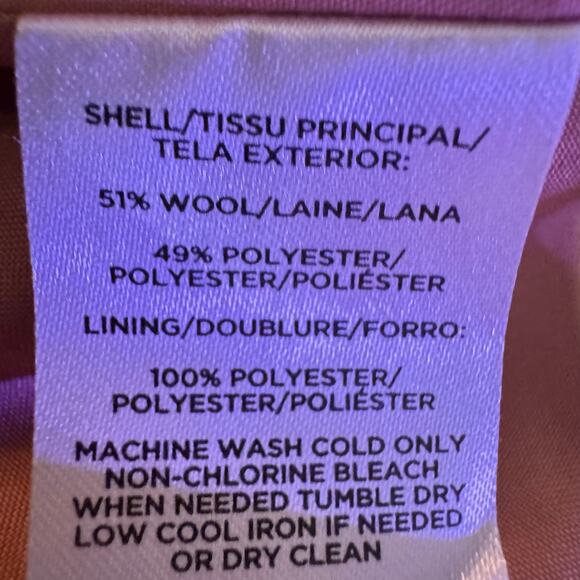 SHELL/TISSU PRINCIPAL/
TELA EXTERIOR:
51% WOOL/LAINE/LANA
49% POLYESTER/
POLYESTER/POLIÉSTER
LINING/DOUBLURE/FORRO:
100% POLYESTER/
POLYESTER/POLIÉSTER
MACHINE WASH COLD ONLY
NON-CHLORINE BLEACH
WHEN NEEDED TUMBLE DRY
LOW COOL IRON IF NEEDED
OR DRY CLEAN